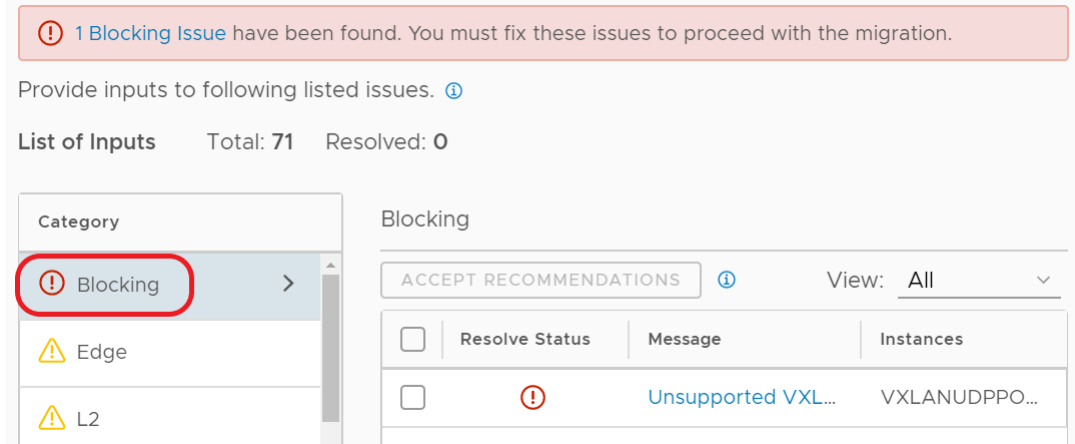 1 Blocking Issue have been found. You must fix these issues to proceed with the migration.
Provide inputs to following listed issues.
List of Inputs Total: 71 Resolved: 0
Category
Blocking
Edge
L2
Blocking
ACCEPT RECOMMENDATIONS View: All
Resolve Status Message Instances
Unsupported VXL... VXLANUDPPO...